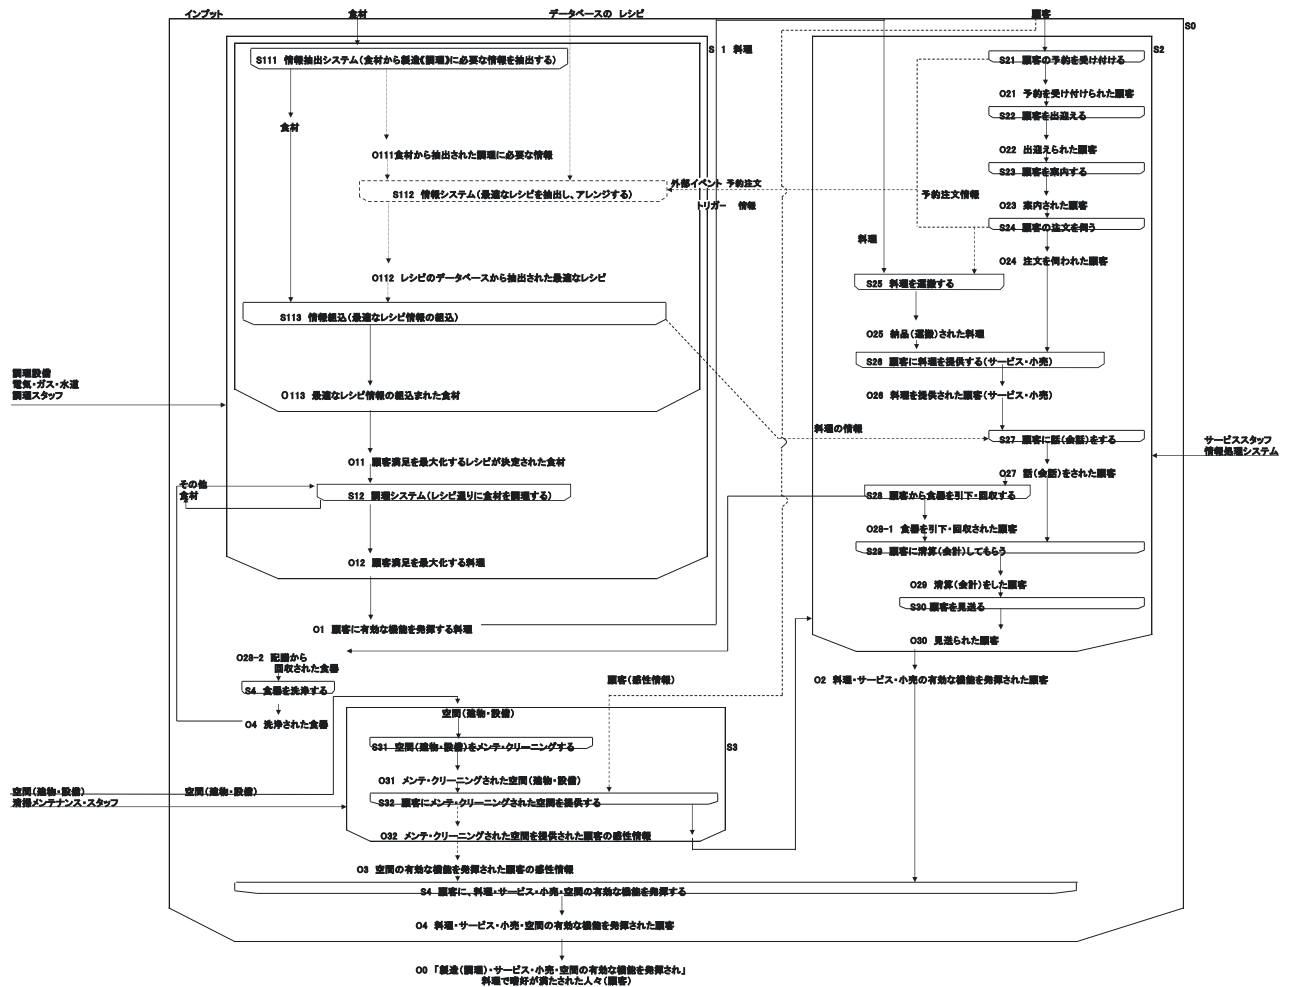 インプット
食材
データベースの レシピ
顧客
S0
S 1 料理
S2
S111 情報抽出システム(食材から製造《調理》に必要な情報を抽出する)
食材
O111食材から抽出された調理に必要な情報
S112 情報システム(最適なレシピを抽出し、アレンジする)
外部イベント 予約注文
トリガー 情報
O112 レシピのデータベースから抽出された最適なレシピ
S113 情報組込(最適なレシピ情報の組込)
O113 最適なレシピ情報の組込まれた食材
調理設備
電気・ガス・水道
調理スタッフ
O11 顧客満足を最大化するレシピが決定された食材
その他
食材
S12 調理システム(レシピ通りに食材を調理する)
O12 顧客満足を最大化する料理
O1 顧客に有効な機能を発揮する料理
S21 顧客の予約を受け付ける
O21 予約を受け付けられた顧客
S22 顧客を出迎える
O22 出迎えられた顧客
S23 顧客を案内する
予約注文情報
O23 案内された顧客
S24 顧客の注文を伺う
料理
O24 注文を伺われた顧客
S25 料理を運搬する
O25 納品(運搬)された料理
S26 顧客に料理を提供する(サービス・小売)
O26 料理を提供された顧客(サービス・小売)
料理の情報
S27 顧客に話(会話)をする
サービススタッフ
情報処理システム
O27 話(会話)をされた顧客
S28 顧客から食器を引下・回収する
O28-1 食器を引下・回収された顧客
S29 顧客に清算(会計)してもらう
O29 清算(会計)をした顧客
S30 顧客を見送る
O30 見送られた顧客
O2 料理・サービス・小売の有効な機能を発揮された顧客
O28-2 配膳から
回収された食器
S4 食器を洗浄する
O4 洗浄された食器
顧客(感性情報)
空間(建物・設備)
S3
S31 空間(建物・設備)をメンテ・クリーニングする
O31 メンテ・クリーニングされた空間(建物・設備)
空間(建物・設備)
空間(建物・設備)
清掃メンテナンス・スタッフ
S32 顧客にメンテ・クリーニングされた空間を提供する
O32 メンテ・クリーニングされた空間を提供された顧客の感性情報
O3 空間の有効な機能を発揮された顧客の感性情報
S4 顧客に、料理・サービス・小売・空間の有効な機能を発揮する
O4 料理・サービス・小売・空間の有効な機能を発揮された顧客
O0 「製造(調理)・サービス・小売・空間の有効な機能を発揮され」
料理で嗜好が満たされた人々(顧客)